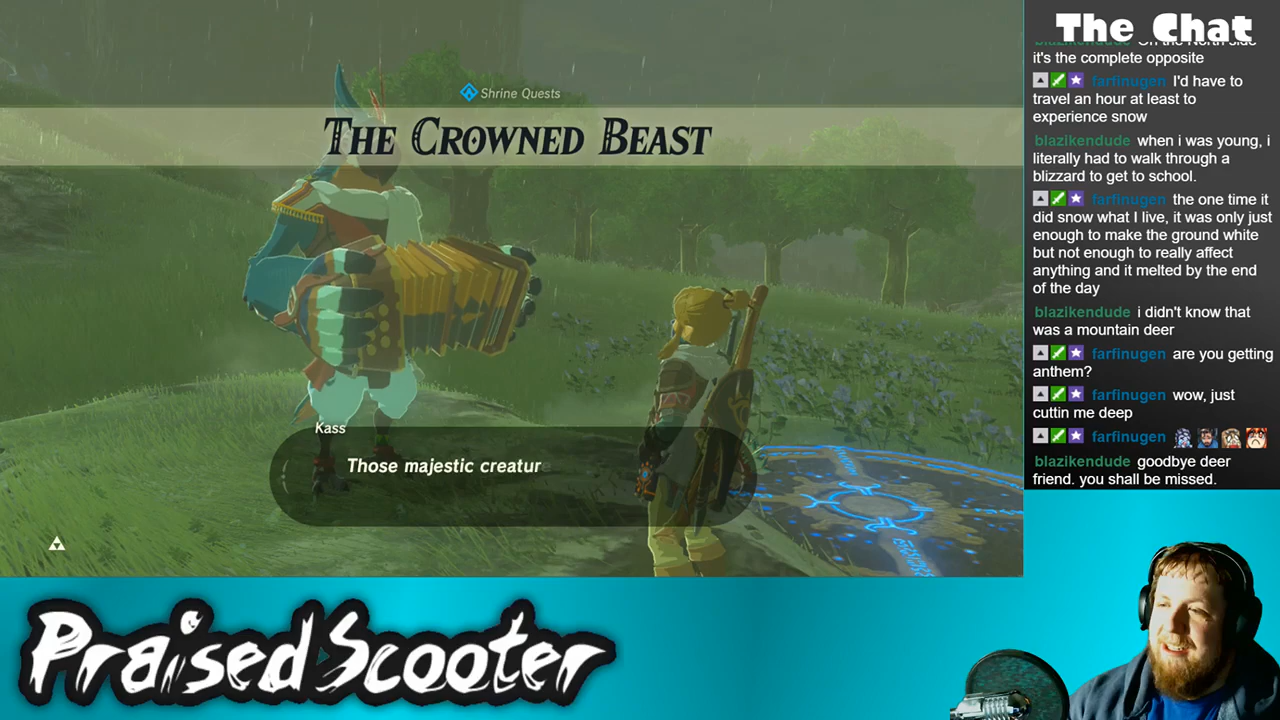 Shrine Quests
The Crowned Beast
Kass
Those majestic creatur
The Chat
blazikendude On the North side
it's the complete opposite
farfinugen I'd have to
travel an hour at least to
experience snow
blazikendude when i was young, i
literally had to walk through a
blizzard to get to school.
farfinugen the one time it
did snow what I live, it was only just
enough to make the ground white
but not enough to really affect
anything and it melted by the end
of the day
blazikendude i didn't know that
was a mountain deer
farfinugen are you getting
anthem?
farfinugen wow, just
cuttin me deep
farfinugen
blazikendude goodbye deer
friend. you shall be missed.
PraisedScooter